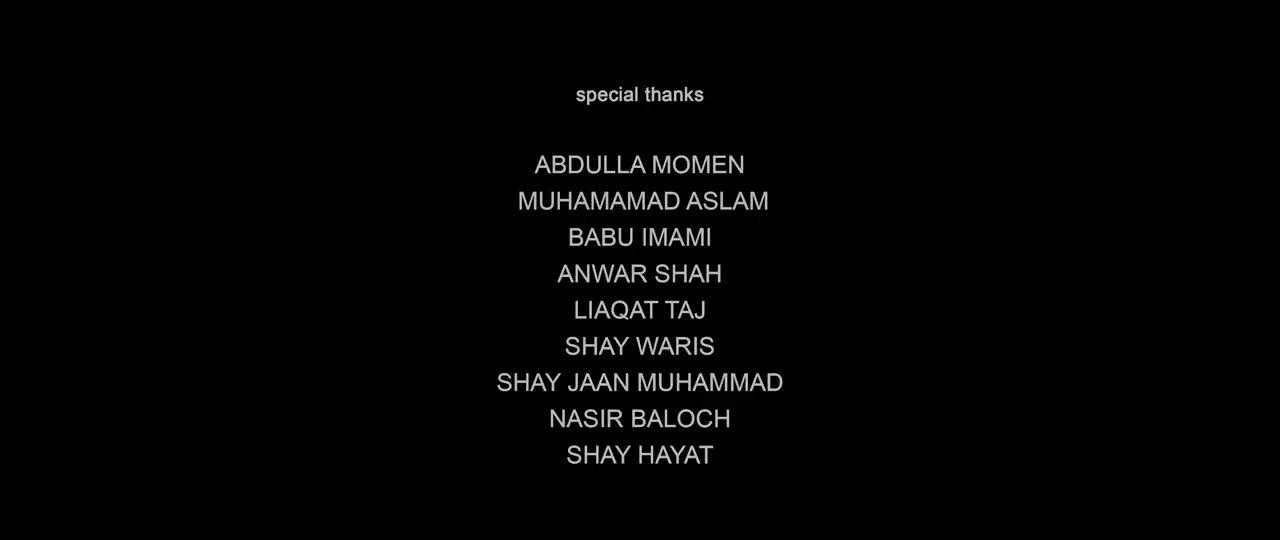 special thanks
ABDULLA MOMEN
MUHAMAMAD ASLAM
BABU IMAMI
ANWAR SHAH
LIAQAT TAJ
SHAY WARIS
SHAY JAAN MUHAMMAD
NASIR BALOCH
SHAY HAYAT